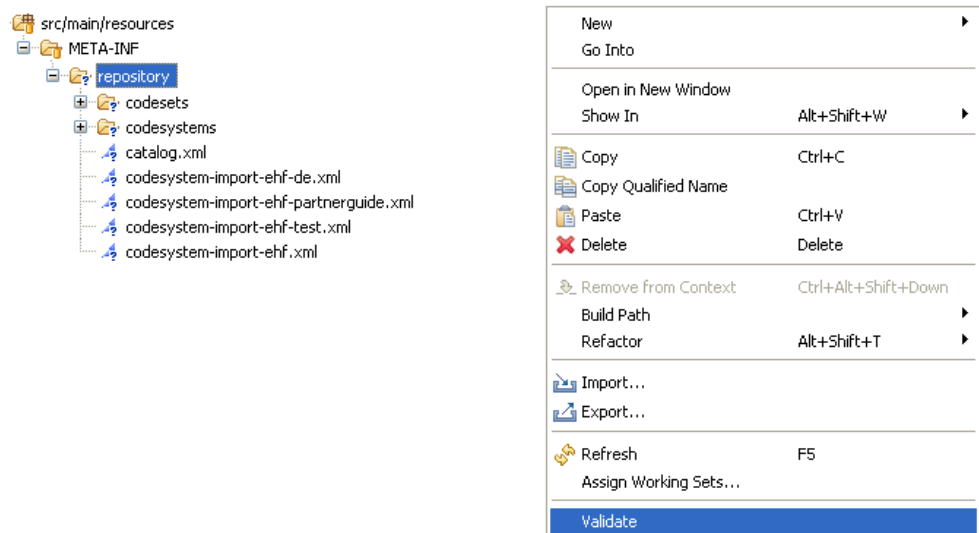 src/main/resources
META-INF
repository
codesets
codesystems
catalog.xml
codesystem-import-ehf-de.xml
codesystem-import-ehf-partnerguide.xml
codesystem-import-ehf-test.xml
codesystem-import-ehf.xml
New
Go Into
Open in New Window
Show In Alt+Shift+W
Copy Ctrl+C
Copy Qualified Name
Paste Ctrl+V
Delete Delete
Remove from Context Ctrl+Alt+Shift+Down
Build Path
Refactor Alt+Shift+T
Import...
Export...
Refresh F5
Assign Working Sets...
Validate